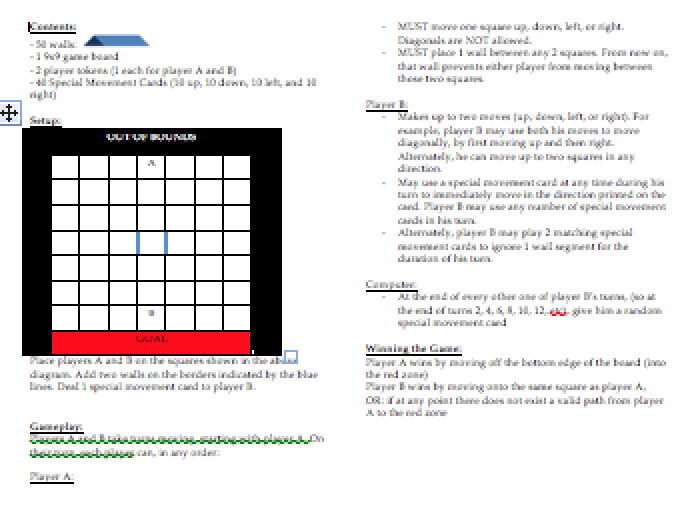 Contents:
- 50 walls:
- 1 9x9 game board
- 2 player tokens (1 each for player A and B)
- 40 Special Movement Cards (10 up, 10 down, 10 left, and 10
right)
Setup:
OUT OF BOUNDS
A
B
GOAL
Place players A and B on the squares shown in the above
diagram. Add two walls on the borders indicated by the blue
lines. Deal 1 special movement card to player B.
Gameplay:
Players A and B take turns moving, starting with player A. On
their turn, each player can, in any order:
Player A:
- MUST move one square up, down, left, or right.
Diagonals are NOT allowed.
- MUST place 1 wall between any 2 squares. From now on,
that wall prevents either player from moving between
those two squares.
Player B:
- Makes up to two moves (up, down, left, or right). For
example, player B may use both his moves to move
diagonally, by first moving up and then right.
Alternately, he can move up to two squares in any
direction.
- May use a special movement card at any time during his
turn to immediately move in the direction printed on the
card. Player B may use any number of special movement
cards in his turn.
- Alternately, player B may play 2 matching special
movement cards to ignore 1 wall segment for the
duration of his turn.
Computer:
- At the end of every other one of player B's turns, (so at
the end of turns 2, 4, 6, 8, 10, 12, etc), give him a random
special movement card
Winning the Game:
Player A wins by moving off the bottom edge of the board (into
the red zone)
Player B wins by moving onto the same square as player A,
OR: if at any point there does not exist a valid path from player
A to the red zone